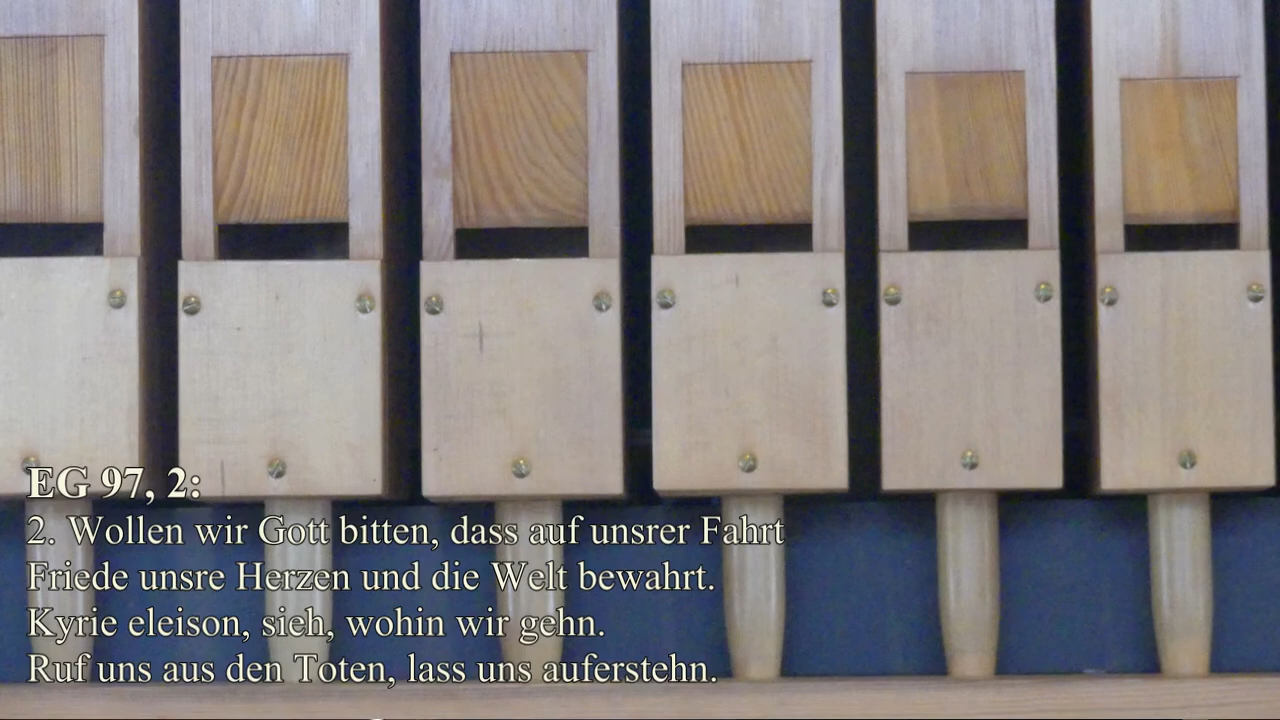 EG 97, 2:
2. Wollen wir Gott bitten, dass auf unsrer Fahrt
Friede unsre Herzen und die Welt bewahrt.
Kyrie eleison, sieh, wohin wir gehn.
Ruf uns aus den Toten, lass uns auferstehn.